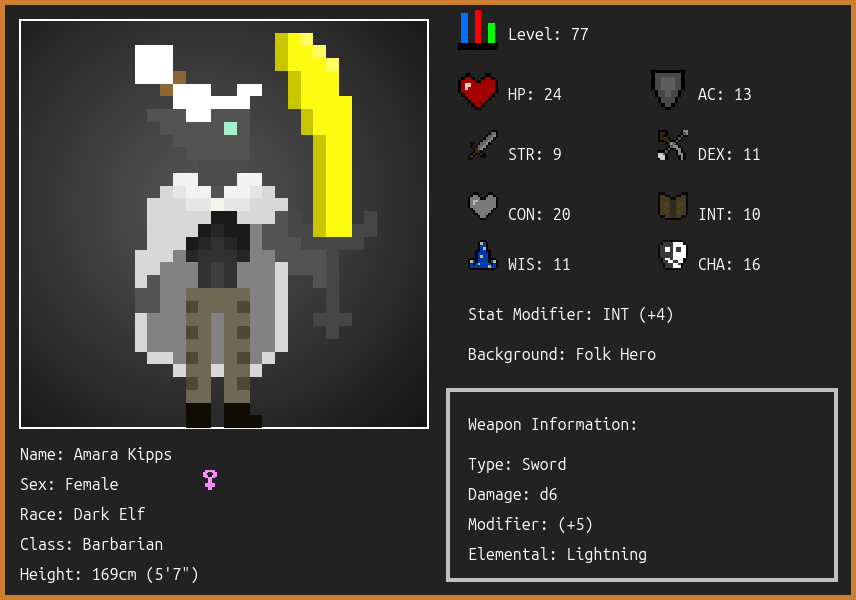 Level: 77
HP: 24
AC: 13
STR: 9
DEX: 11
CON: 20
INT: 10
WIS: 11
CHA: 16
Stat Modifier: INT (+4)
Background: Folk Hero
Weapon Information:
Type: Sword
Damage: d6
Modifier: (+5)
Elemental: Lightning
Name: Amara Kipps
Sex: Female
Race: Dark Elf
Class: Barbarian
Height: 169cm (5'7")